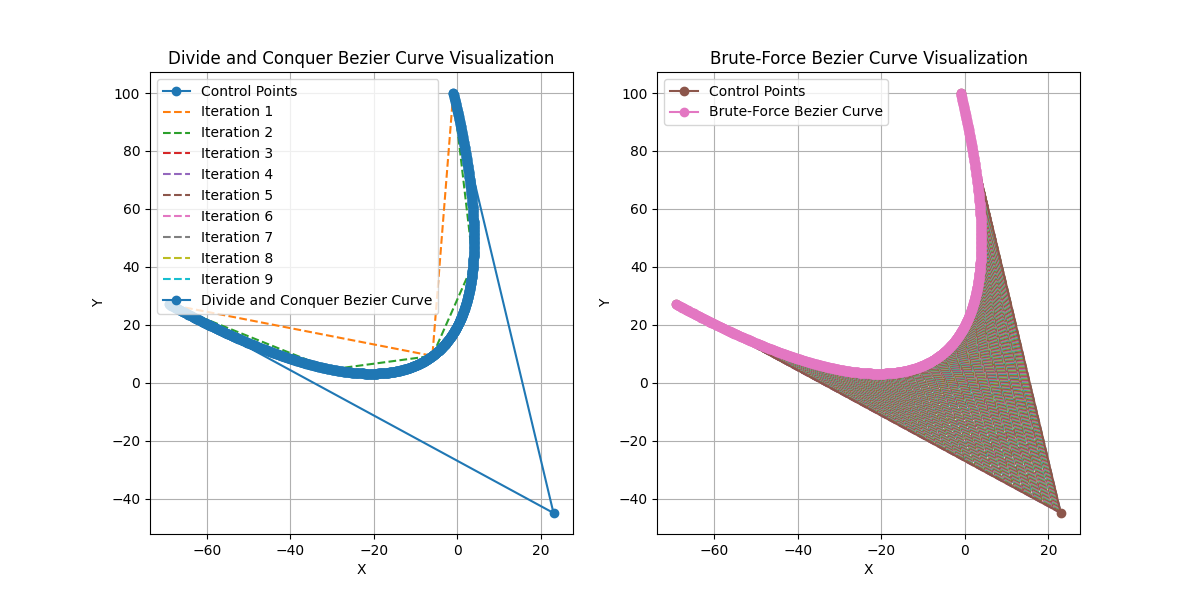 Divide and Conquer Bezier Curve Visualization
100
80
60
40
20
0
−20
−40
Y
−60
−40
−20
0
20
X
Control Points
Iteration 1
Iteration 2
Iteration 3
Iteration 4
Iteration 5
Iteration 6
Iteration 7
Iteration 8
Iteration 9
Divide and Conquer Bezier Curve
Brute-Force Bezier Curve Visualization
100
80
60
40
20
0
−20
−40
Y
−60
−40
−20
0
20
X
Control Points
Brute-Force Bezier Curve